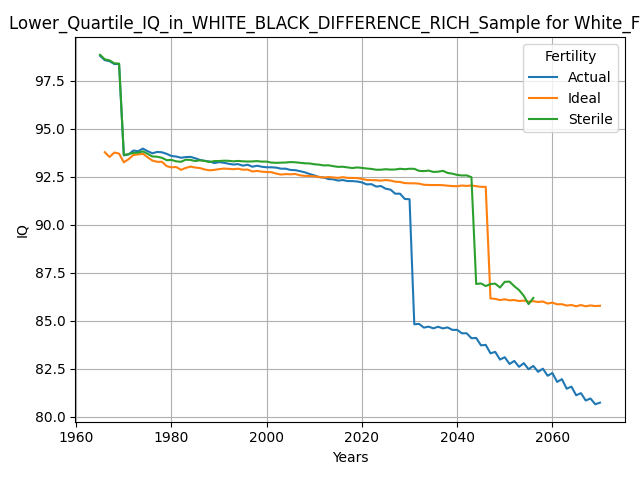 Lower_Quartile_IQ_in_WHITE_BLACK_DIFFERENCE_RICH_Sample for White_F
Fertility
Actual
Ideal
Sterile
97.5
95.0
92.5
90.0
87.5
85.0
82.5
80.0
IQ
1960 1980 2000 2020 2040 2060
Years